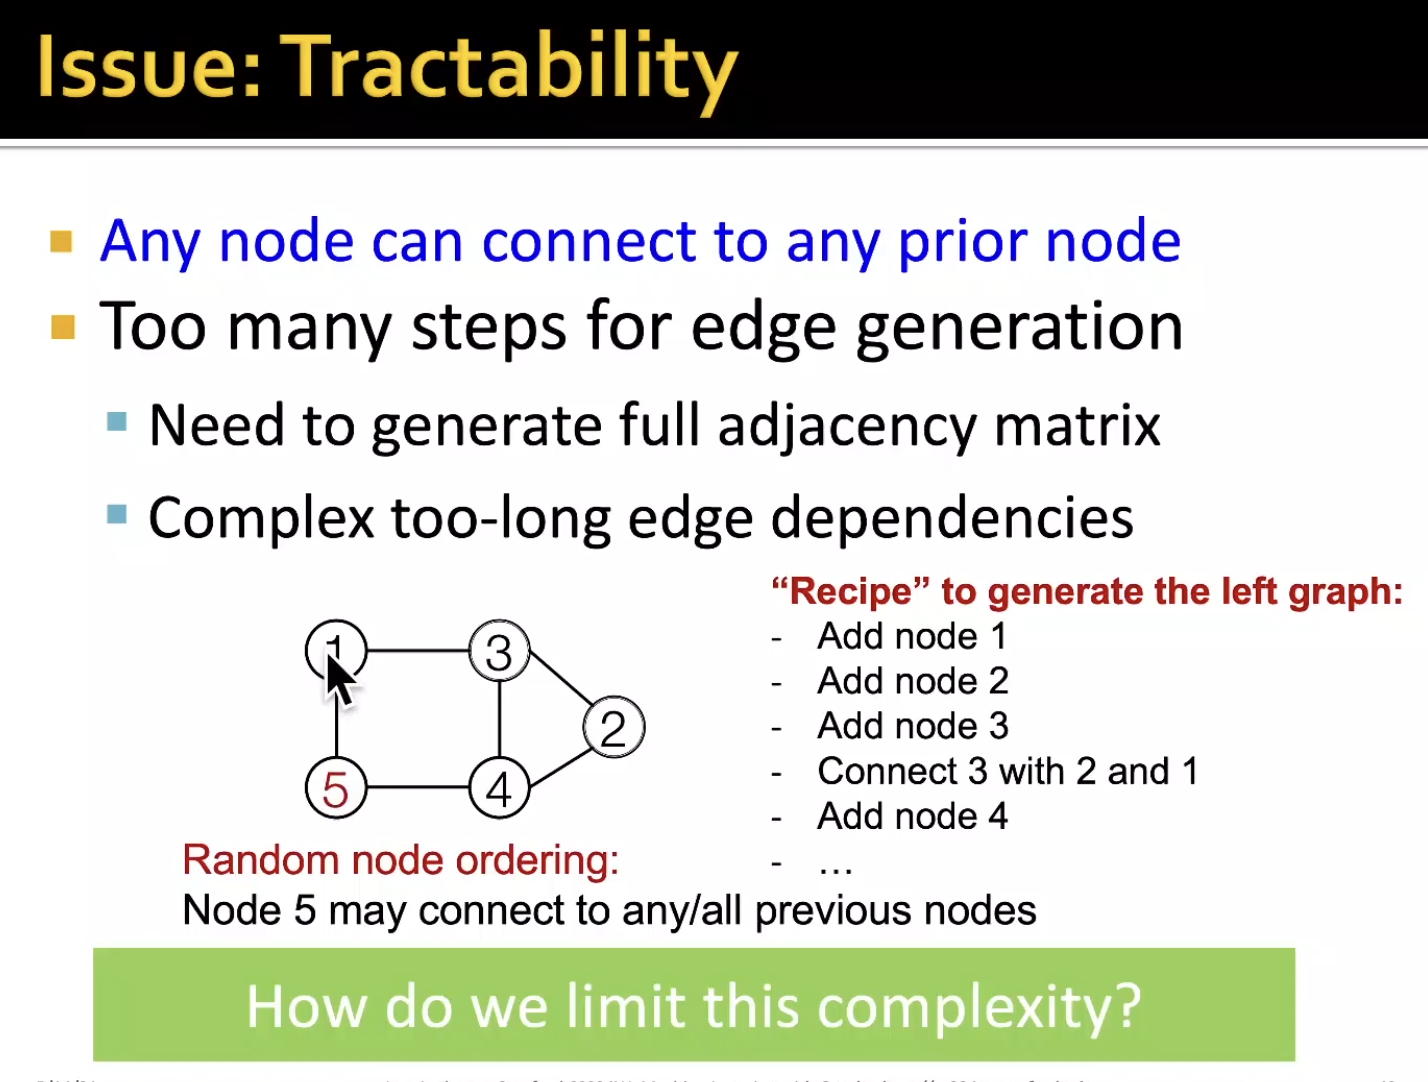 Issue: Tractability
Any node can connect to any prior node
Too many steps for edge generation
Need to generate full adjacency matrix
Complex too-long edge dependencies
"Recipe" to generate the left graph:
- Add node 1
- Add node 2
- Add node 3
- Connect 3 with 2 and 1
- Add node 4
- …
1
3
2
5
4
Random node ordering:
Node 5 may connect to any/all previous nodes
How do we limit this complexity?